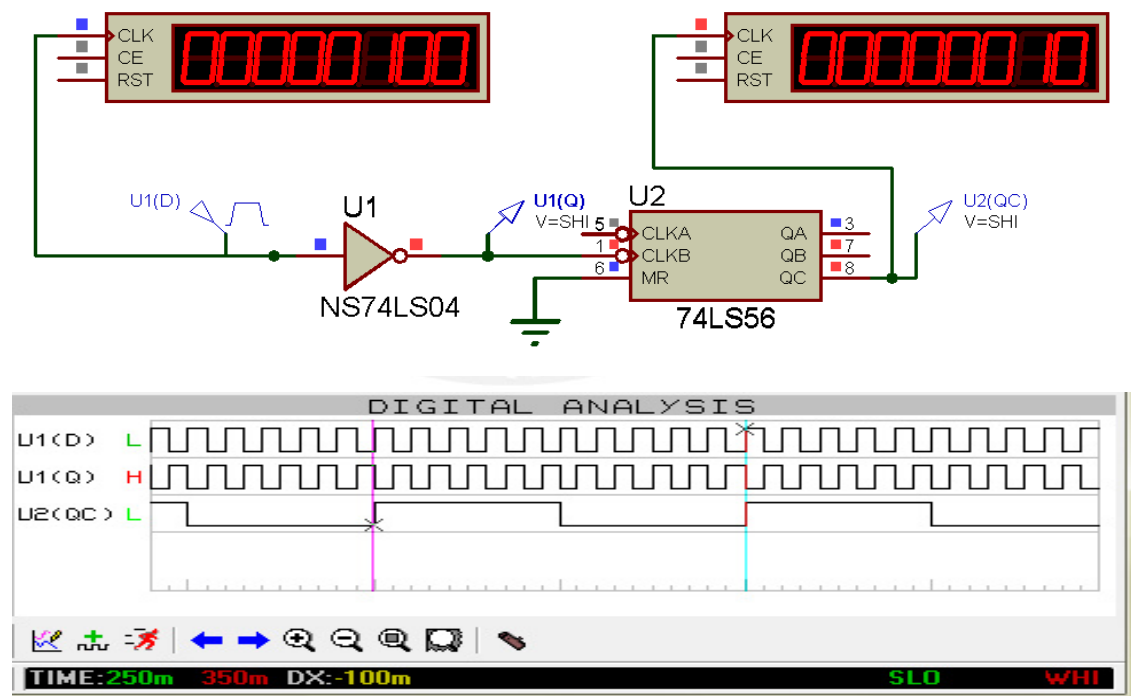 CLK
CE
RST
00000100
CLK
CE
RST
00000010
U1(D)
U1
NS74LS04
U1(Q)
V=SHI
U2
5 CLKA QA 3
1 CLKB QB 7
6 MR QC 8
74LS56
U2(QC)
V=SHI
DIGITAL ANALYSIS
U1(D) L
U1(Q) H
U2(QC) L
TIME:250m 350m DX:-100m SLO WHI